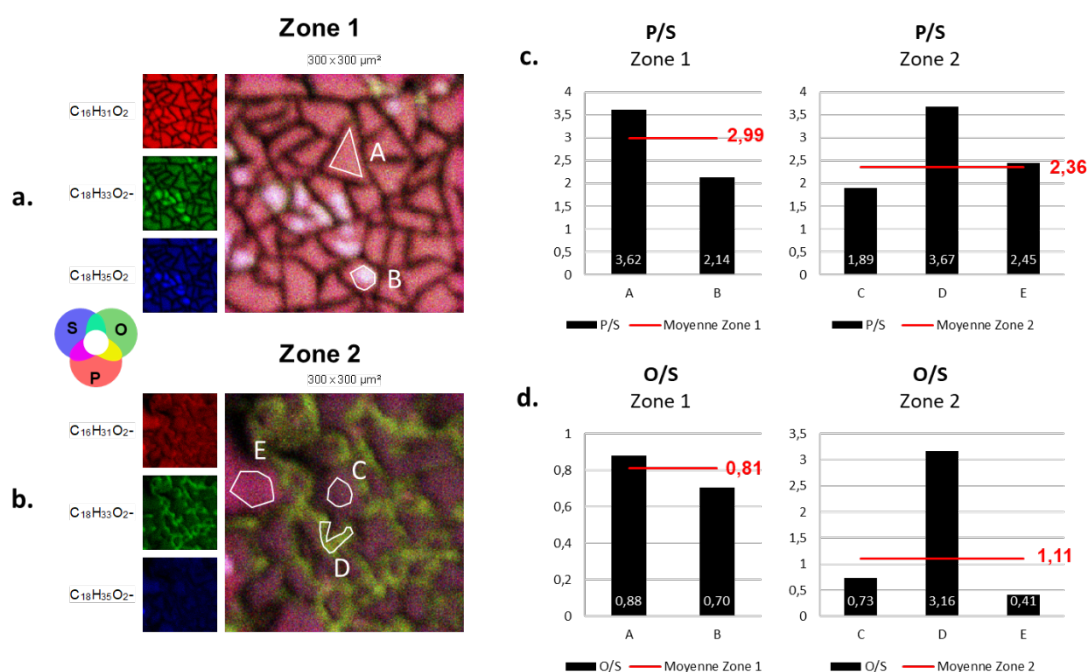 Zone 1
300 x 300 µm²
a.
C16H31O2
C18H33O2-
C18H35O2
A
B
S
O
P
Zone 2
300 x 300 µm²
b.
C16H31O2-
C18H33O2-
C18H35O2-
E
C
D
c.
P/S
Zone 1
4
3,5
3
2,5
2
1,5
1
0,5
0
2,99
3,62
2,14
A
B
P/S
Moyenne Zone 1
P/S
Zone 2
4
3,5
3
2,5
2
1,5
1
0,5
0
2,36
1,89
3,67
2,45
C
D
E
P/S
Moyenne Zone 2
d.
O/S
Zone 1
1
0,8
0,6
0,4
0,2
0
0,81
0,88
0,70
A
B
O/S
Moyenne Zone 1
O/S
Zone 2
3,5
3
2,5
2
1,5
1
0,5
0
1,11
0,73
3,16
0,41
C
D
E
O/S
Moyenne Zone 2